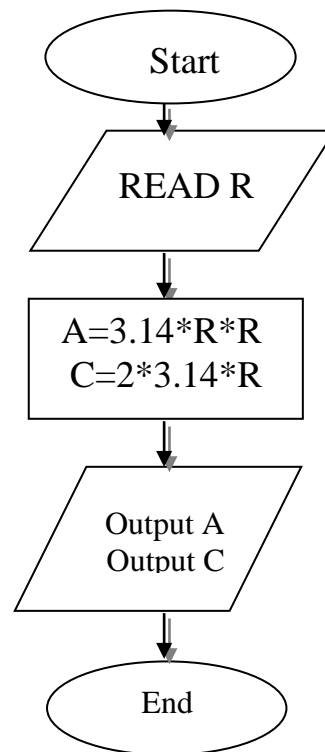 Start
READ R
A=3.14*R*R
C=2*3.14*R
Output A
Output C
End